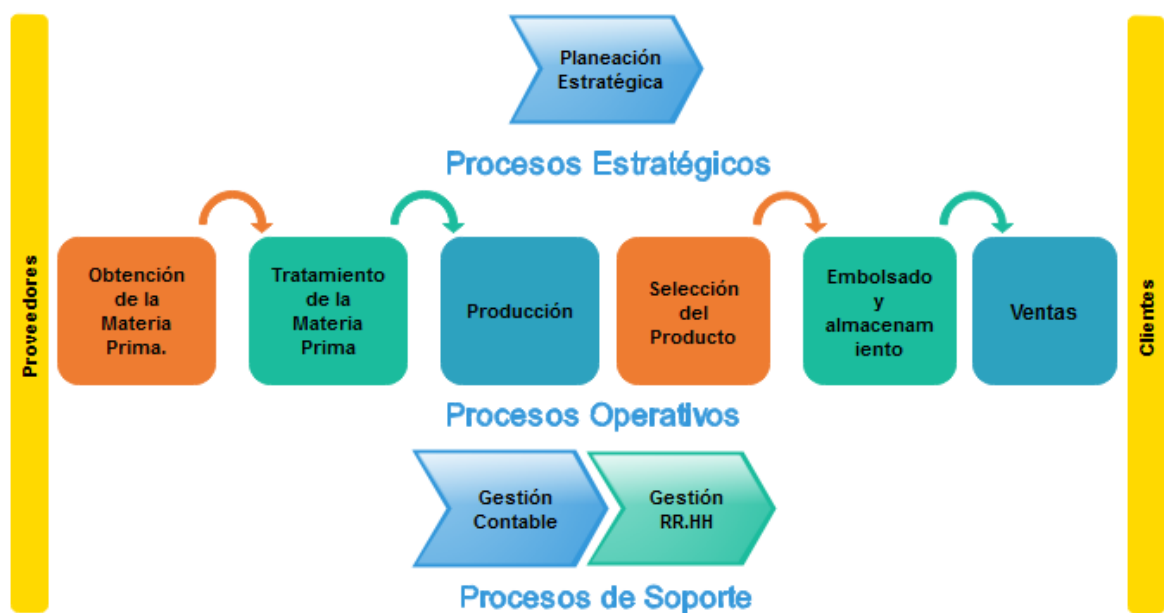 Proveedores
Planeación
Estratégica
Procesos Estratégicos
Obtención
de la
Materia
Prima.
Tratamiento
de la
Materia
Prima
Producción
Selección
del
Producto
Embolsado
y
almacenam
iento
Ventas
Procesos Operativos
Gestión
Contable
Gestión
RR.HH
Procesos de Soporte
Clientes